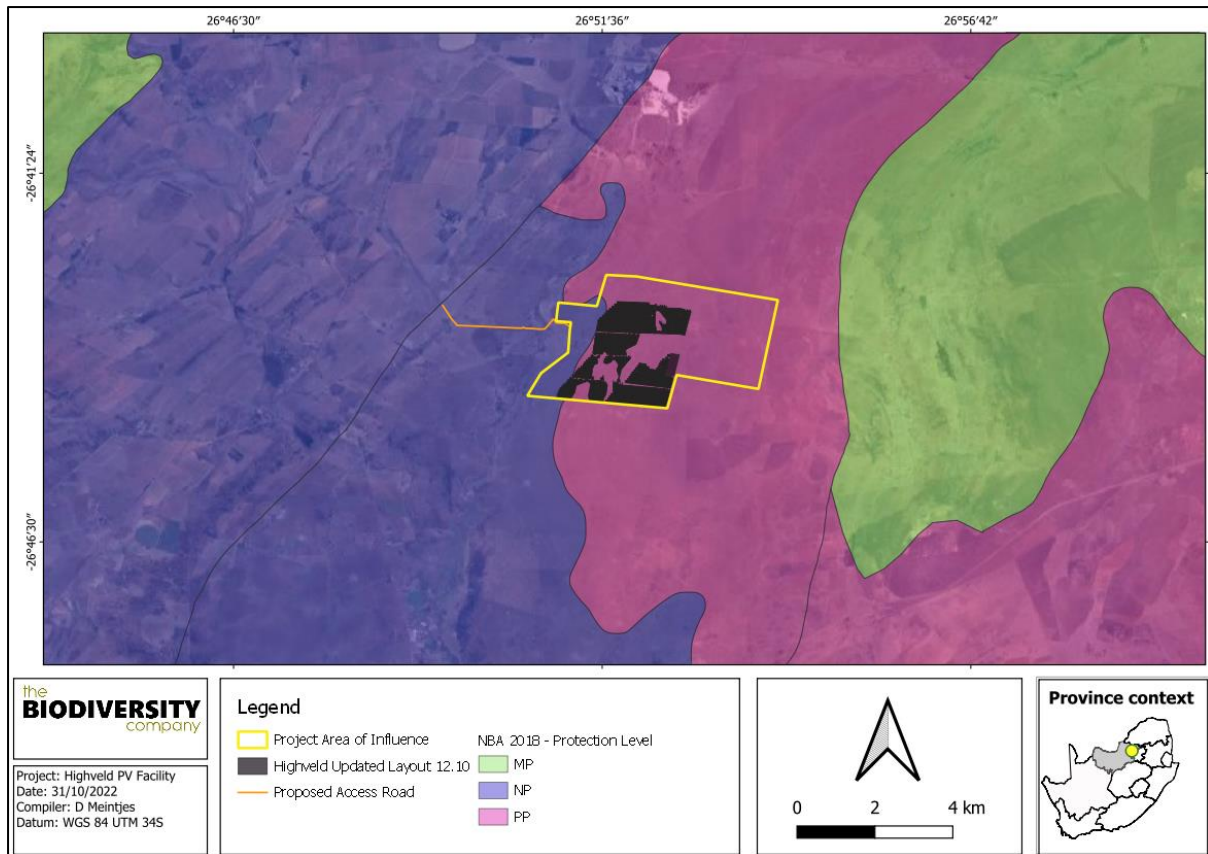 26°46′30″
26°51′36″
26°56′42″
-26°41′24″
-26°46′30″
the
BIODIVERSITY
company
Project: Highveld PV Facility
Date: 31/10/2022
Compiler: D Meintjes
Datum: WGS 84 UTM 34S
Legend
Project Area of Influence
Highveld Updated Layout 12.10
Proposed Access Road
NBA 2018 - Protection Level
MP
NP
PP
0 2 4 km
Province context